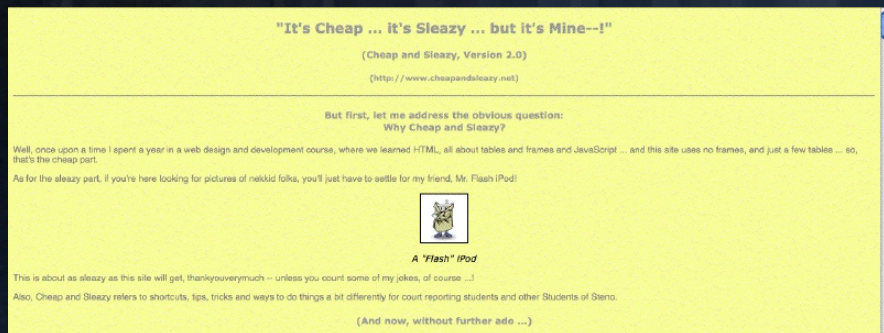 "It's Cheap ... it's Sleazy ... but it's Mine--!"
(Cheap and Sleazy, Version 2.0)
(http://www.cheapandsleazy.net)
But first, let me address the obvious question:
Why Cheap and Sleazy?
Well, once upon a time I spent a year in a web design and development course, where we learned HTML, all about tables and frames and JavaScript ... and this site uses no frames, and just a few tables ... so,
that's the cheap part.
As for the sleazy part, if you're here looking for pictures of nekkid folks, you'll just have to settle for my friend, Mr. Flash iPod!
A "Flash" iPod
This is about as sleazy as this site will get, thankyouverymuch -- unless you count some of my jokes, of course ...!
Also, Cheap and Sleazy refers to shortcuts, tips, tricks and ways to do things a bit differently for court reporting students and other Students of Steno.
(And now, without further ado ...)